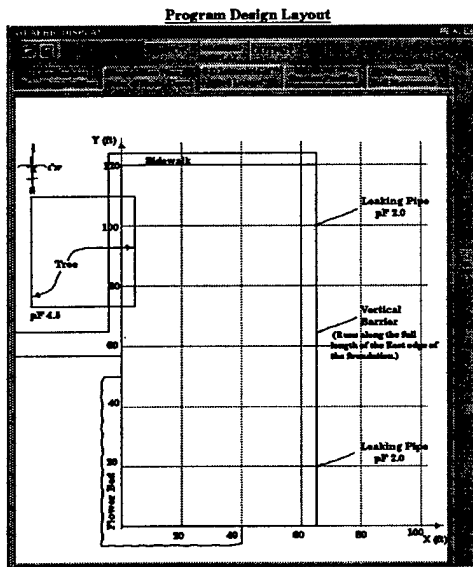 Program Design Layout
Y (ft)
Sidewalk
120
Leaking Pipe
pF 2.0
100
Tree
80
pF 4.5
Vertical
Barrier
(Runs along the full
length of the East edge of
the foundation.)
60
40
Leaking Pipe
pF 2.0
20
Flower Bed
20
40
60
80
100
X (ft)